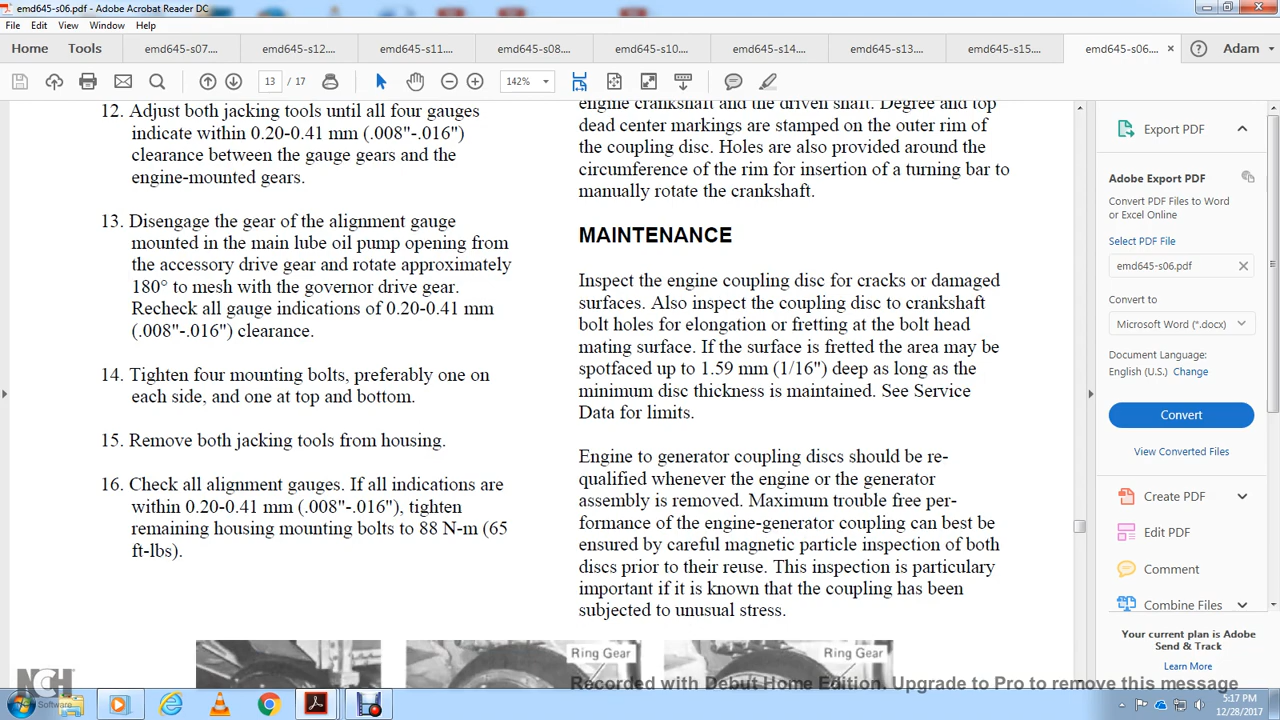 emd645-s06.pdf - Adobe Acrobat Reader DC
File Edit View Window Help
Home Tools emd645-s07... emd645-s12... emd645-s11... emd645-s08... emd645-s10... emd645-s14... emd645-s13... emd645-s15... emd645-s06... × Adam
13 / 17 142%
12. Adjust both jacking tools until all four gauges
indicate within 0.20-0.41 mm (.008"-.016")
clearance between the gauge gears and the
engine-mounted gears.
13. Disengage the gear of the alignment gauge
mounted in the main lube oil pump opening from
the accessory drive gear and rotate approximately
180° to mesh with the governor drive gear.
Recheck all gauge indications of 0.20-0.41 mm
(.008"-.016") clearance.
14. Tighten four mounting bolts, preferably one on
each side, and one at top and bottom.
15. Remove both jacking tools from housing.
16. Check all alignment gauges. If all indications are
within 0.20-0.41 mm (.008"-.016"), tighten
remaining housing mounting bolts to 88 N-m (65
ft-lbs).
engine crankshaft and the driven shaft. Degree and top
dead center markings are stamped on the outer rim of
the coupling disc. Holes are also provided around the
circumference of the rim for insertion of a turning bar to
manually rotate the crankshaft.
MAINTENANCE
Inspect the engine coupling disc for cracks or damaged
surfaces. Also inspect the coupling disc to crankshaft
bolt holes for elongation or fretting at the bolt head
mating surface. If the surface is fretted the area may be
spotfaced up to 1.59 mm (1/16") deep as long as the
minimum disc thickness is maintained. See Service
Data for limits.
Engine to generator coupling discs should be re-
qualified whenever the engine or the generator
assembly is removed. Maximum trouble free per-
formance of the engine-generator coupling can best be
ensured by careful magnetic particle inspection of both
discs prior to their reuse. This inspection is particulary
important if it is known that the coupling has been
subjected to unusual stress.
Ring Gear
Ring Gear
Export PDF
Adobe Export PDF
Convert PDF Files to Word
or Excel Online
Select PDF File
emd645-s06.pdf
Convert to
Microsoft Word (*.docx)
Document Language:
English (U.S.) Change
Convert
View Converted Files
Create PDF
Edit PDF
Comment
Combine Files
Your current plan is Adobe
Send & Track
Learn More
NCH
Software
Recorded with Debut Home Edition. Upgrade to Pro to remove this message
5:17 PM
12/28/2017